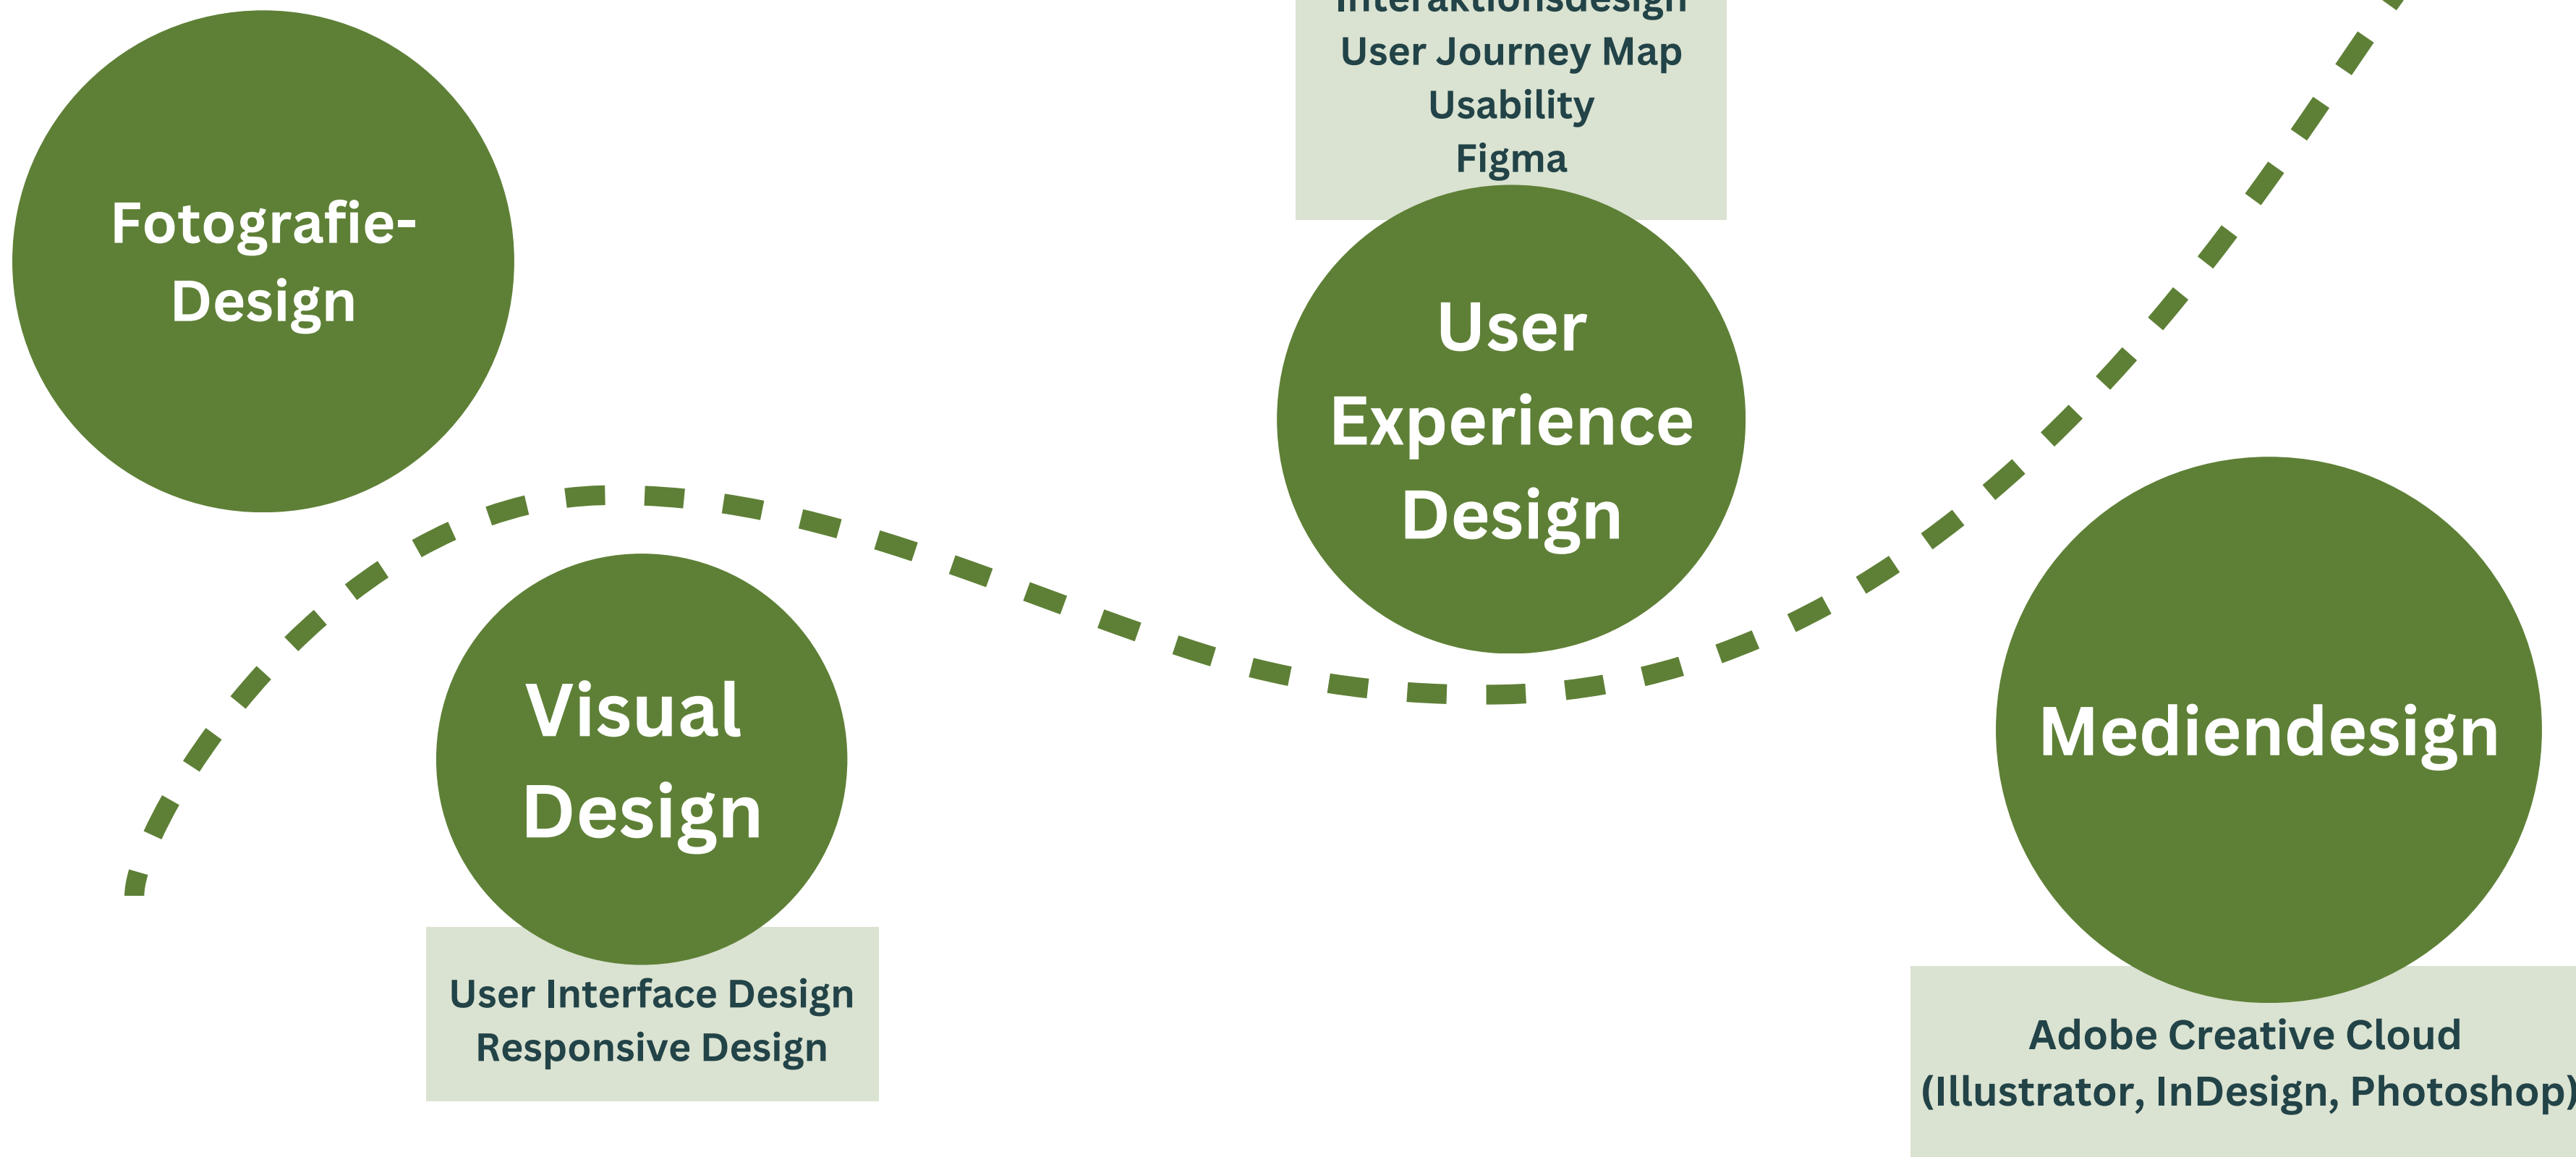 Fotografie-
Design
Interaktionsdesign
User Journey Map
Usability
Figma
User
Experience
Design
Visual
Design
User Interface Design
Responsive Design
Mediendesign
Adobe Creative Cloud
(Illustrator, InDesign, Photoshop)